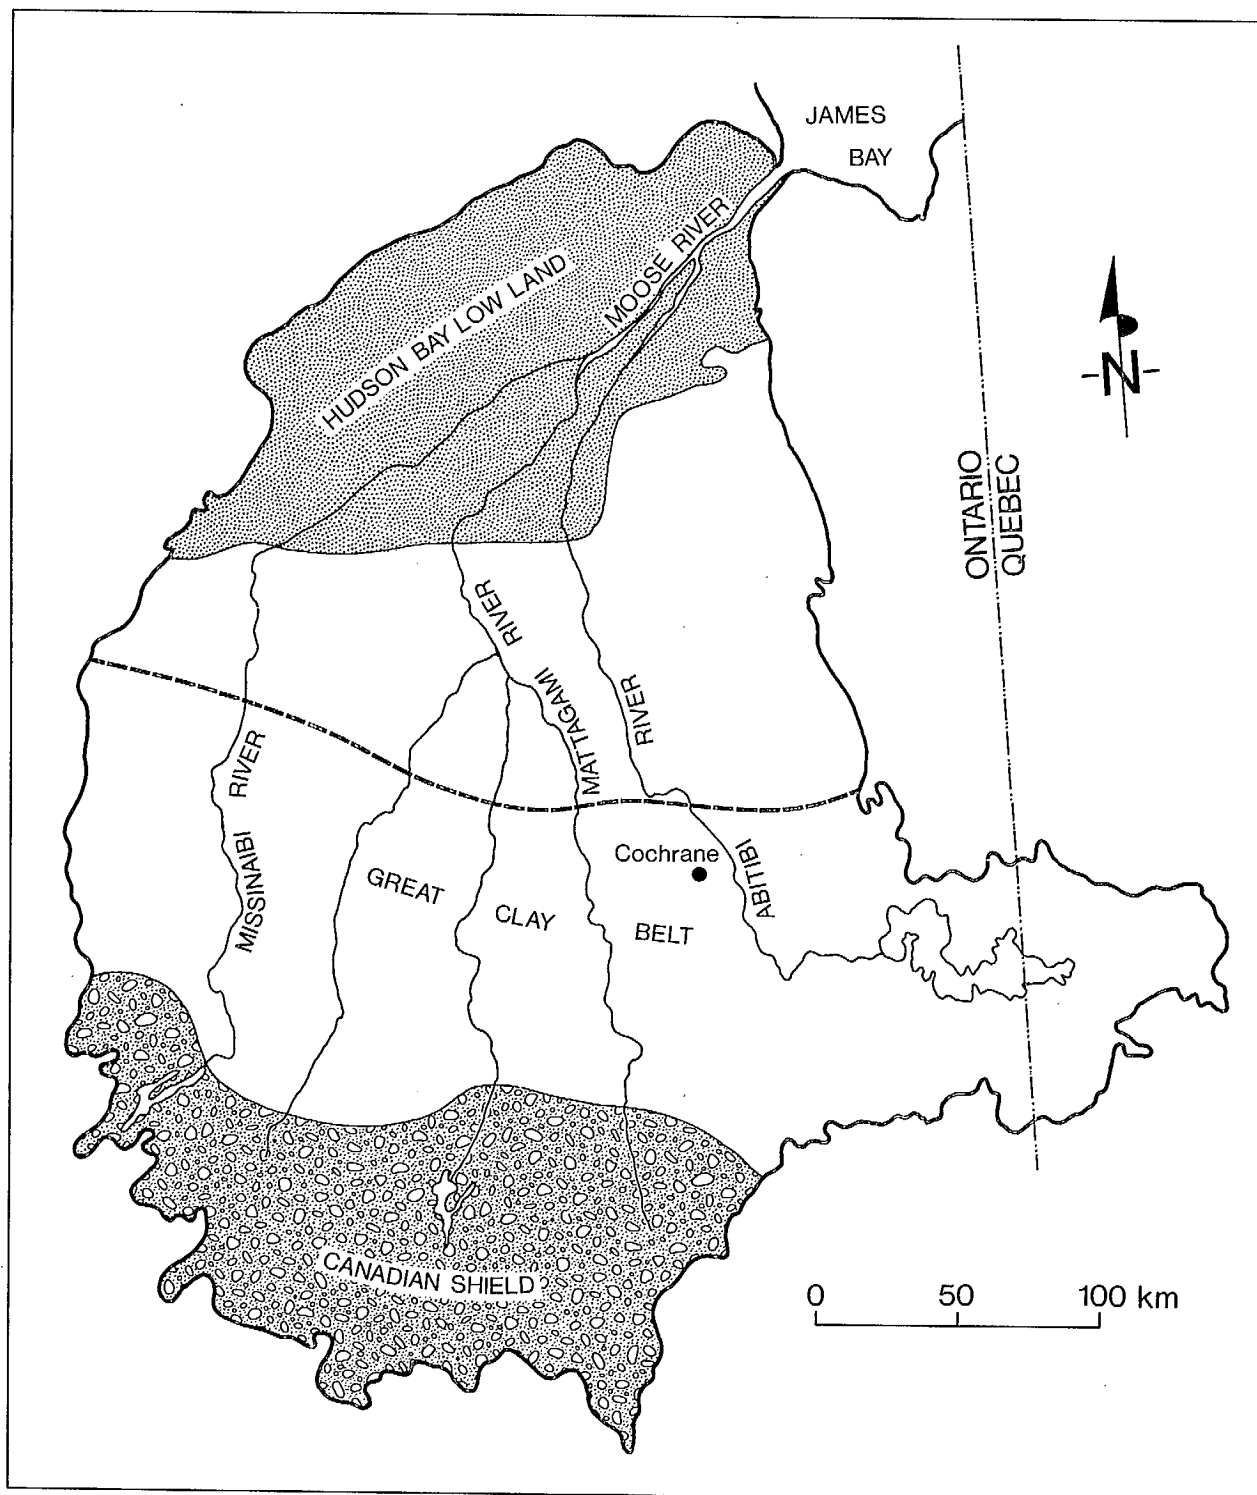 JAMES
BAY
MOOSE RIVER
HUDSON BAY LOW LAND
N
ONTARIO
QUEBEC
RIVER
MATTAGAMI
RIVER
MISSINAIBI RIVER
Cochrane
ABITIBI
GREAT CLAY BELT
CANADIAN SHIELD
0 50 100 km